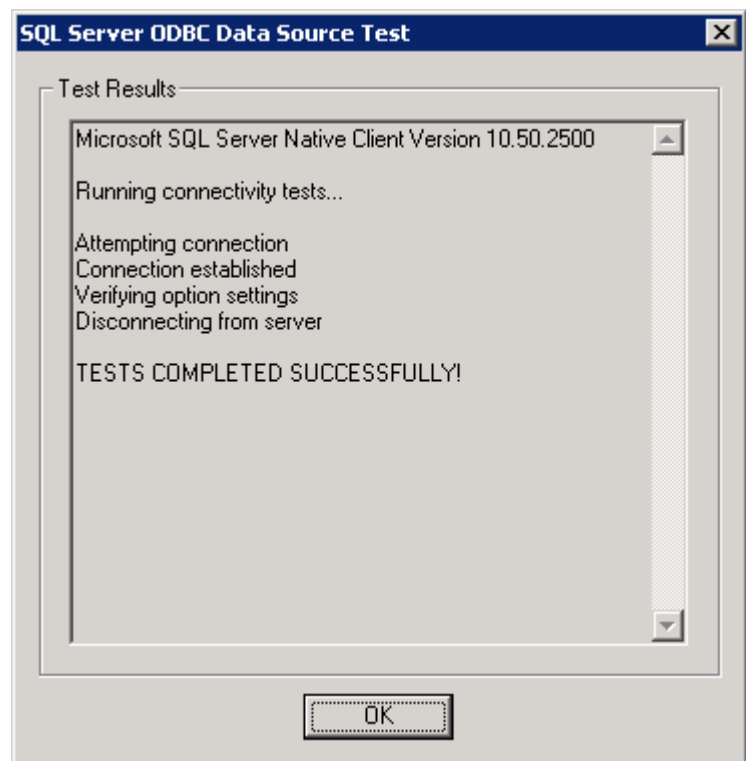 SQL Server ODBC Data Source Test
Test Results
Microsoft SQL Server Native Client Version 10.50.2500
Running connectivity tests...
Attempting connection
Connection established
Verifying option settings
Disconnecting from server
TESTS COMPLETED SUCCESSFULLY!
OK